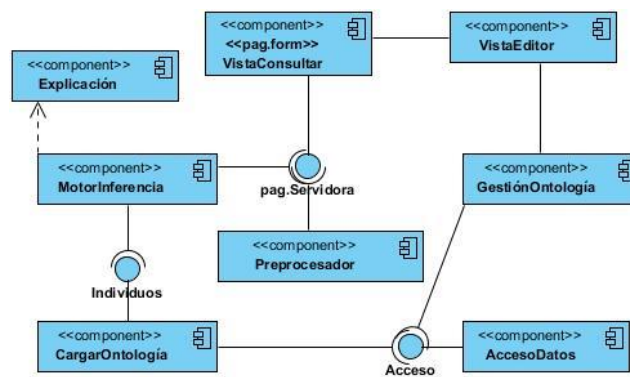 <<component>>
<<pag.form>>
VistaConsultar
<<component>>
VistaEditor
<<component>>
Explicación
<<component>>
MotorInferencia
pag.Servidora
<<component>>
GestiónOntología
<<component>>
Preprocesador
Individuos
<<component>>
CargarOntología
Acceso
<<component>>
AccesoDatos